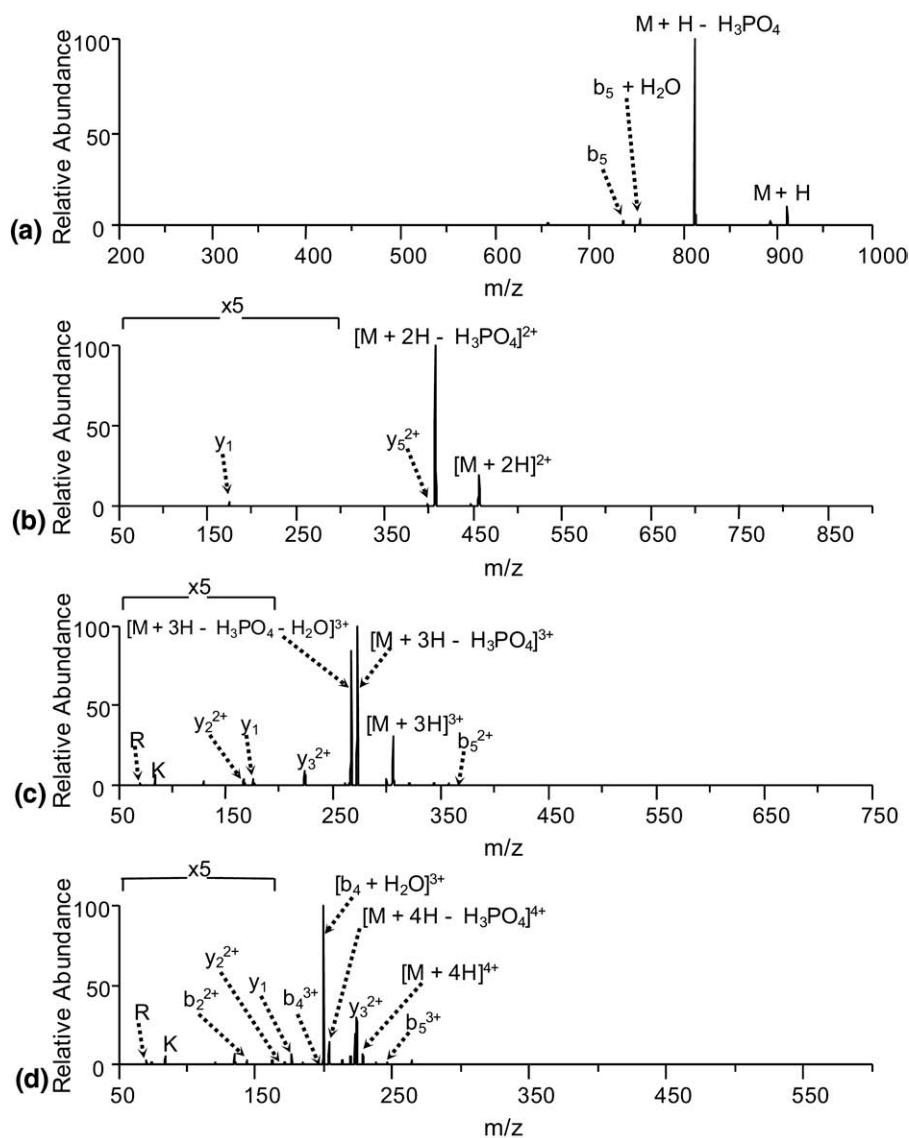 M + H - H₃PO₄
100
b₅ + H₂O
50
b₅
M + H
0
Relative Abundance
(a)
200 300 400 500 600 700 800 900 1000
m/z
x5
[M + 2H - H₃PO₄]²⁺
100
y₁
y₅²⁺
50
[M + 2H]²⁺
0
Relative Abundance
(b)
50 150 250 350 450 550 650 750 850
m/z
x5
[M + 3H - H₃PO₄ - H₂O]³⁺
[M + 3H - H₃PO₄]³⁺
100
[M + 3H]³⁺
50
y₂²⁺
y₁
b₅²⁺
R
K
y₃²⁺
0
Relative Abundance
(c)
50 150 250 350 450 550 650 750
m/z
x5
[b₄ + H₂O]³⁺
[M + 4H - H₃PO₄]⁴⁺
100
[M + 4H]⁴⁺
y₂²⁺
y₁
50
b₂²⁺
b₄³⁺
y₃²⁺
b₅³⁺
R
K
0
Relative Abundance
(d)
50 150 250 350 450 550
m/z